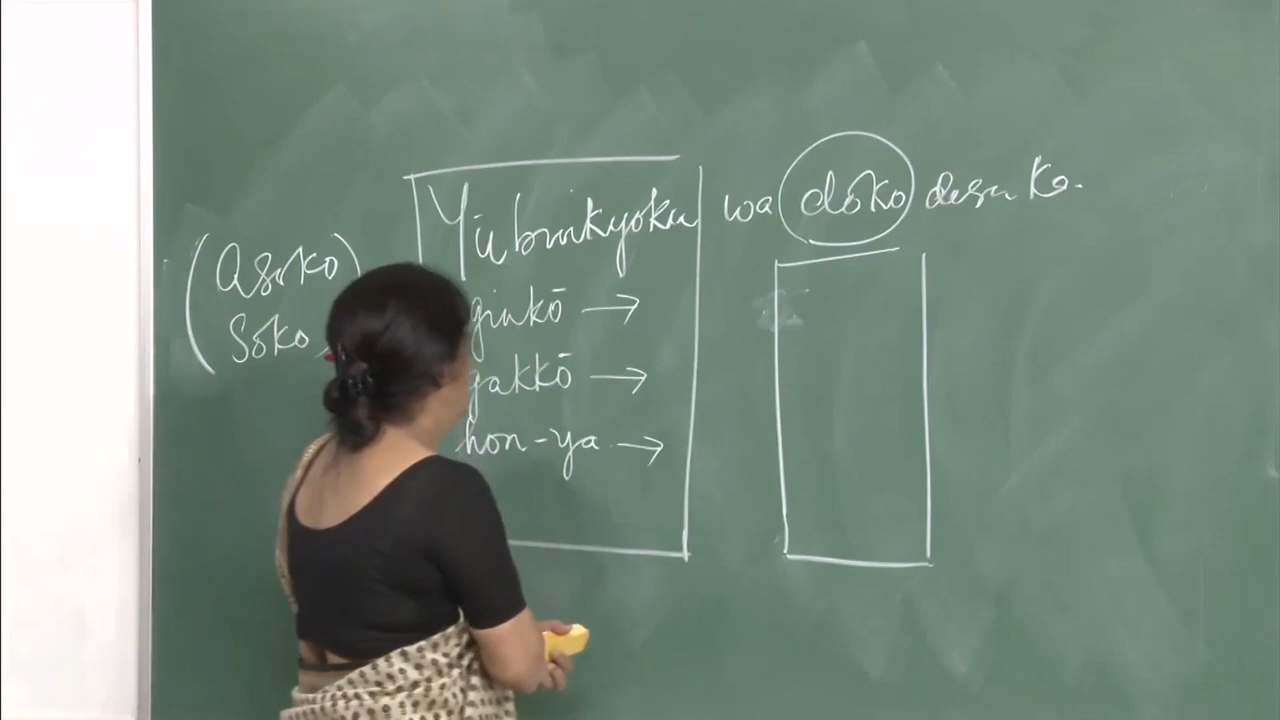 Yūbinkyoku wa doko desu ka.
(Asoko)
Soko
ginkō →
gakkō →
hon-ya →